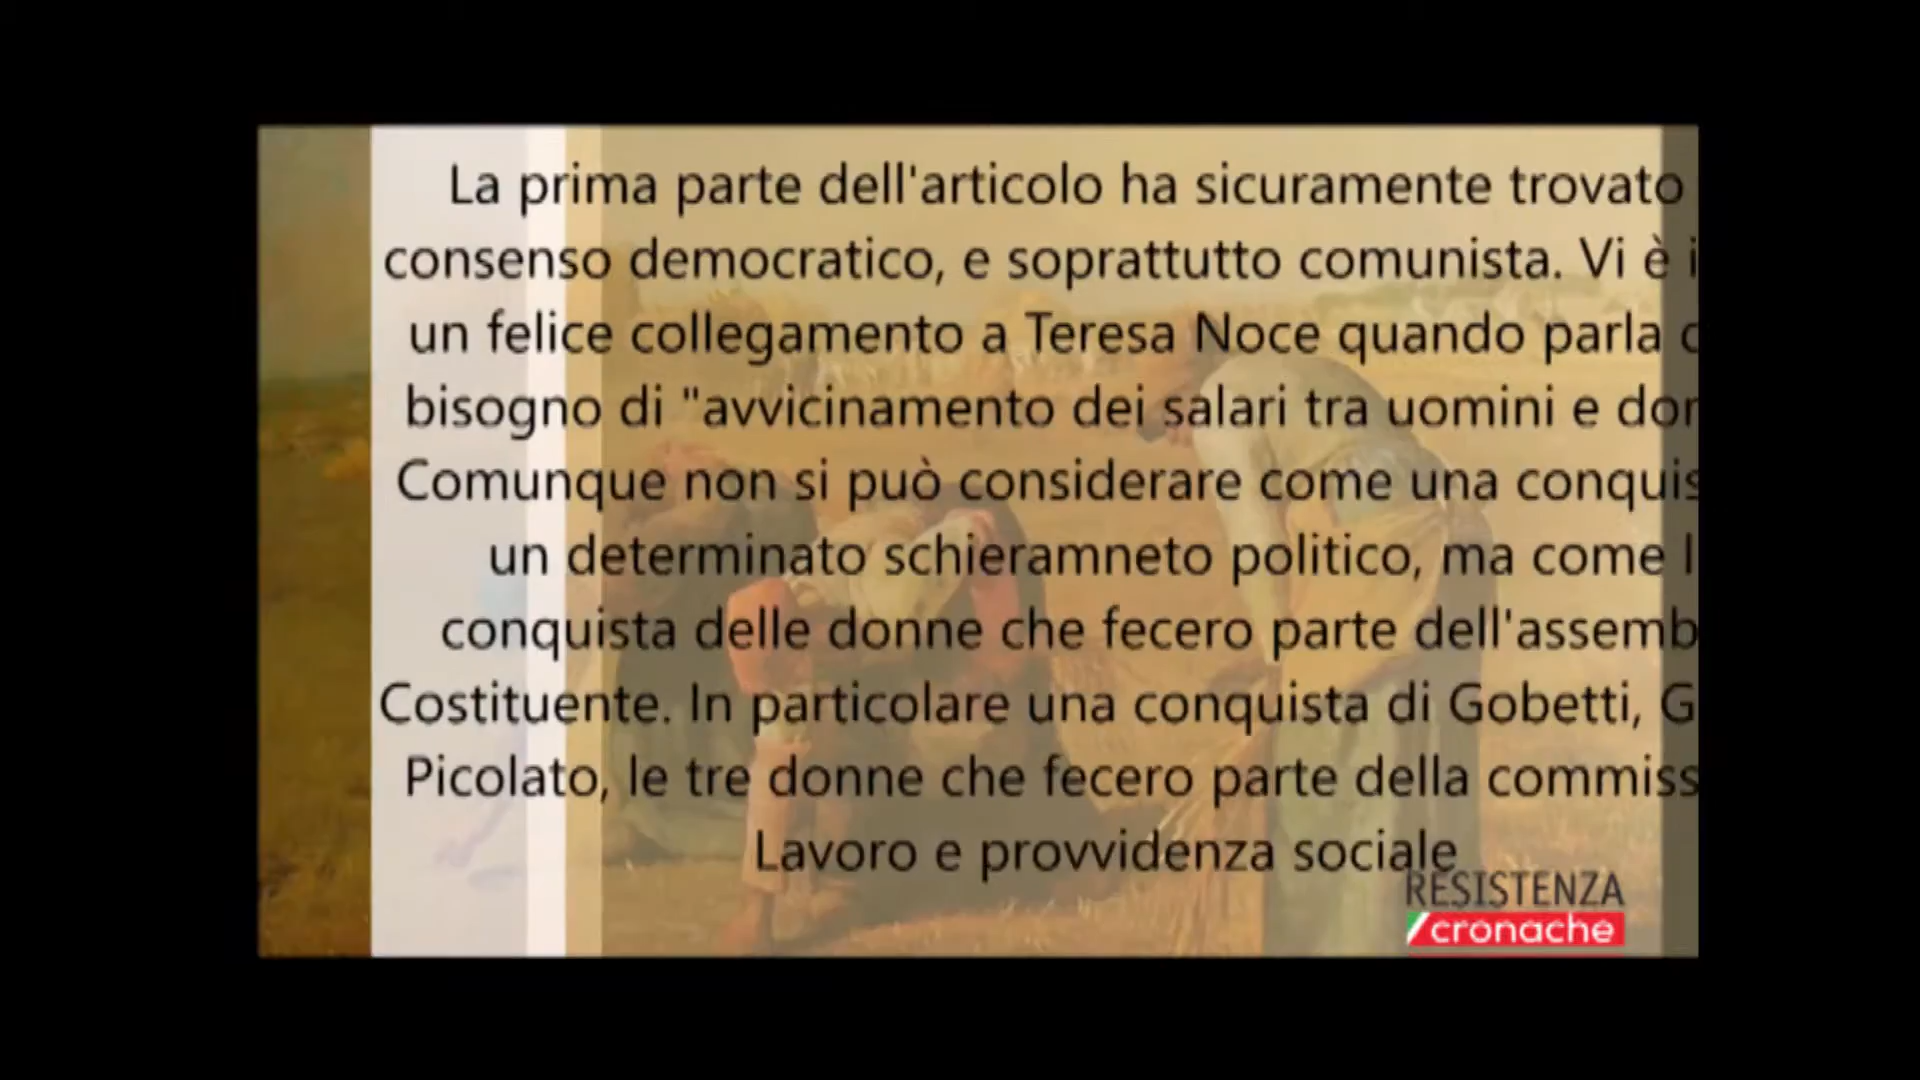 La prima parte dell'articolo ha sicuramente trovato
consenso democratico, e soprattutto comunista. Vi è
un felice collegamento a Teresa Noce quando parla
bisogno di "avvicinamento dei salari tra uomini e
Comunque non si può considerare come una
un determinato schieramneto politico, ma come
conquista delle donne che fecero parte
Costituente. In particolare una conquista di Gobetti,
Picolato, le tre donne che fecero parte della
Lavoro e provvidenza sociale
RESISTENZA
cronache